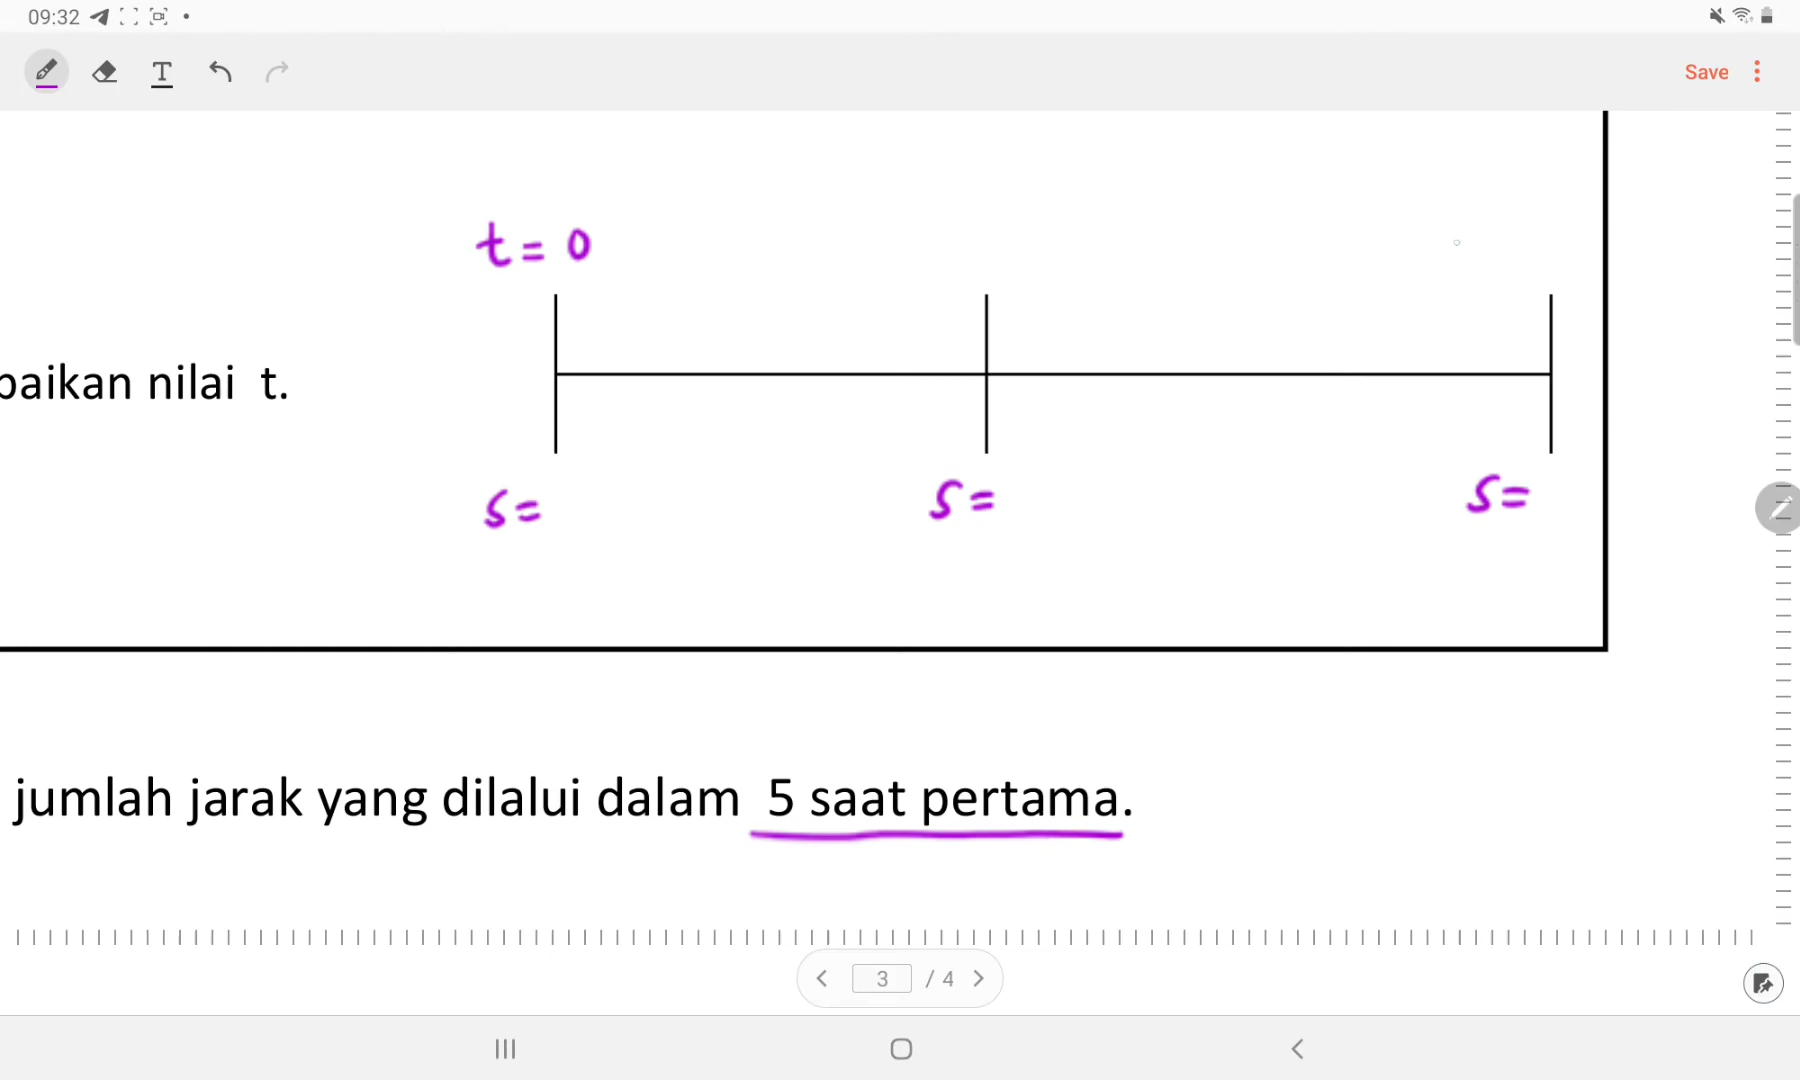 09:32
T
Save
t = 0
paikan nilai t.
s =
s =
s =
jumlah jarak yang dilalui dalam 5 saat pertama.
3 / 4